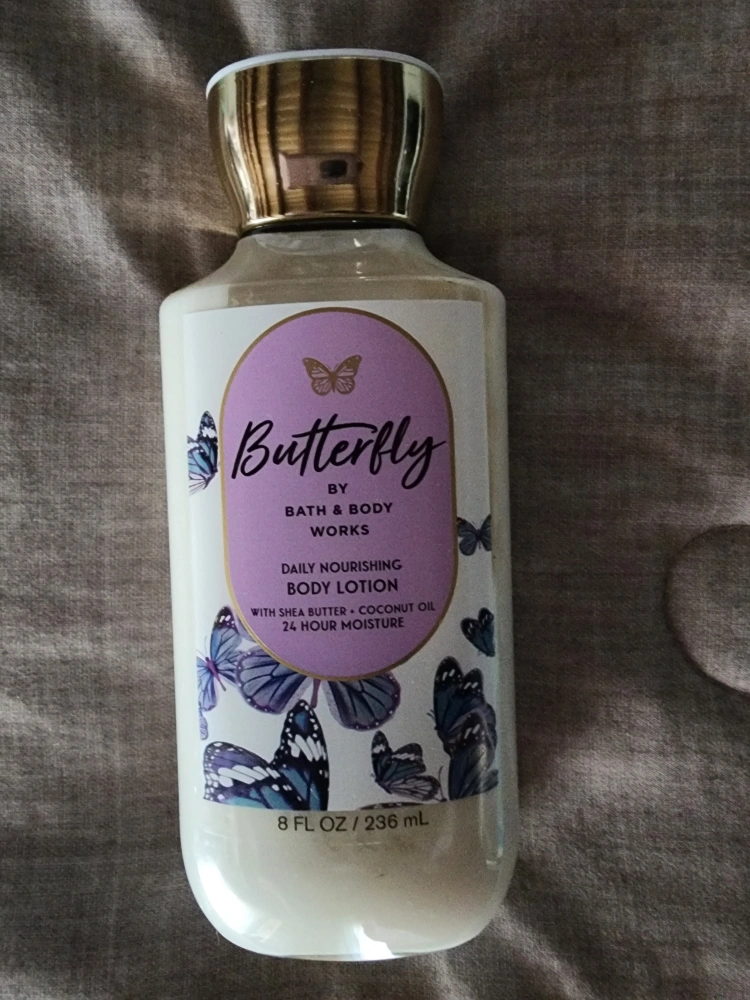 Butterfly
BY
BATH & BODY
WORKS
DAILY NOURISHING
BODY LOTION
WITH SHEA BUTTER • COCONUT OIL
24 HOUR MOISTURE
8 FL OZ / 236 mL